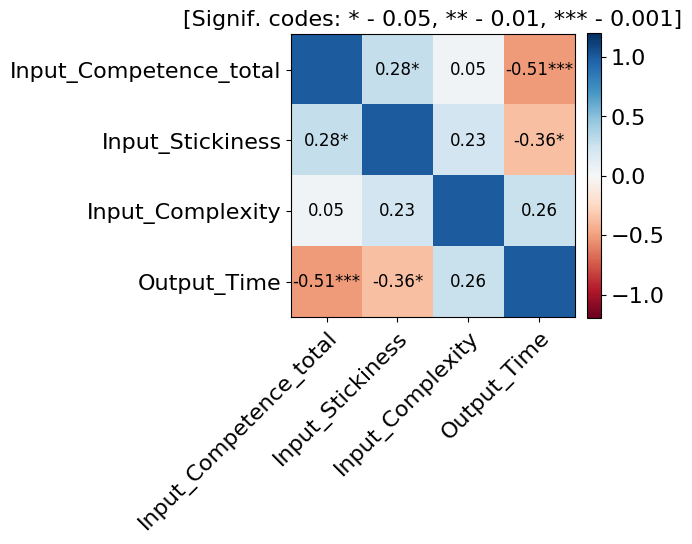 [Signif. codes: * - 0.05, ** - 0.01, *** - 0.001]
Input_Competence_total 0.28* 0.05 -0.51***
Input_Stickiness 0.28* 0.23 -0.36*
Input_Complexity 0.05 0.23 0.26
Output_Time -0.51*** -0.36* 0.26
Input_Competence_total
Input_Stickiness
Input_Complexity
Output_Time
1.0
0.5
0.0
−0.5
−1.0